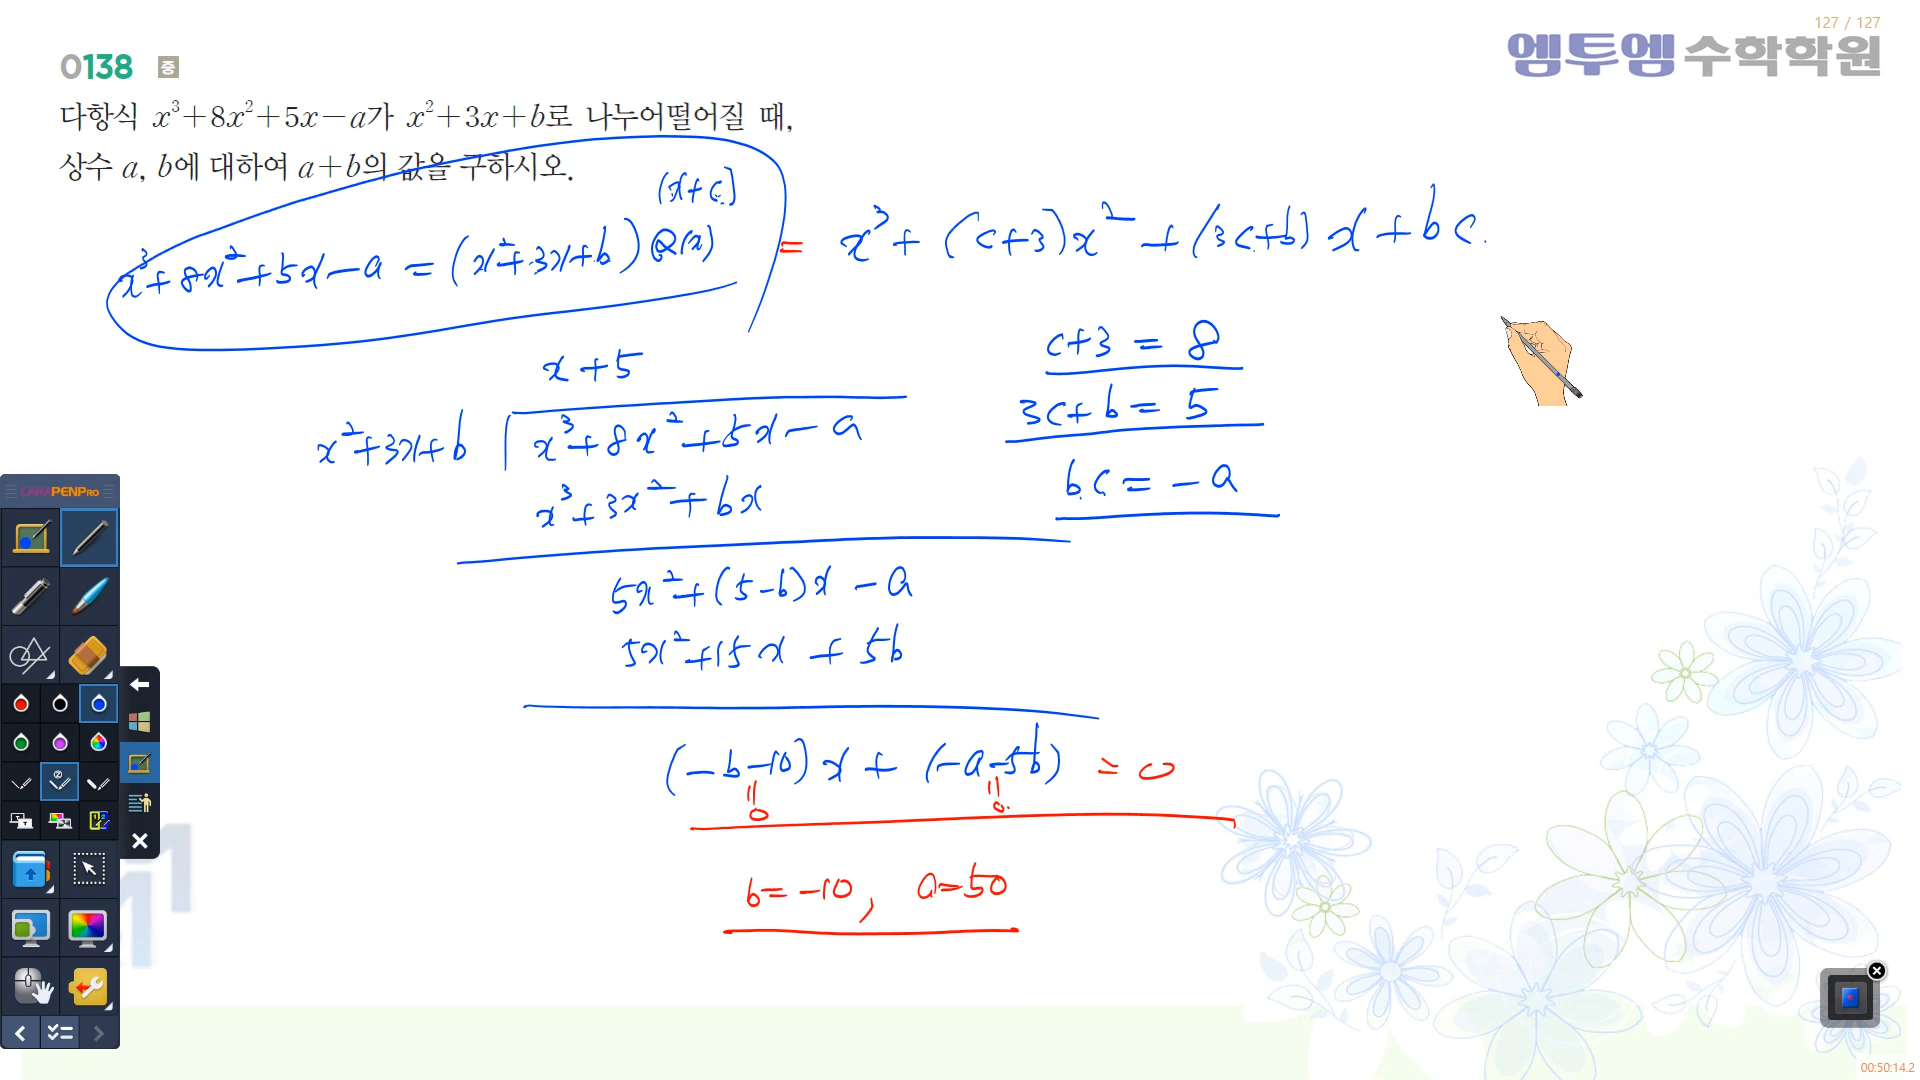 127 / 127
엠투엠 수학학원
0138 중
다항식 x³+8x²+5x−a가 x²+3x+b로 나누어떨어질 때,
상수 a, b에 대하여 a+b의 값을 구하시오.
(x+c)
x³+8x²+5x−a = (x²+3x+b) Q(x) = x³+(c+3)x²+(3c+b)x+bc.
c+3 = 8
3c+b = 5
bc = −a
x+5
x²+3x+b x³+8x²+5x−a
x³+3x²+bx
5x²+(5−b)x −a
5x²+15x +5b
(−b−10)x + (−a−5b) = 0
0 0.
b=−10, a=50
CARAPENPRO
00:50:14.2